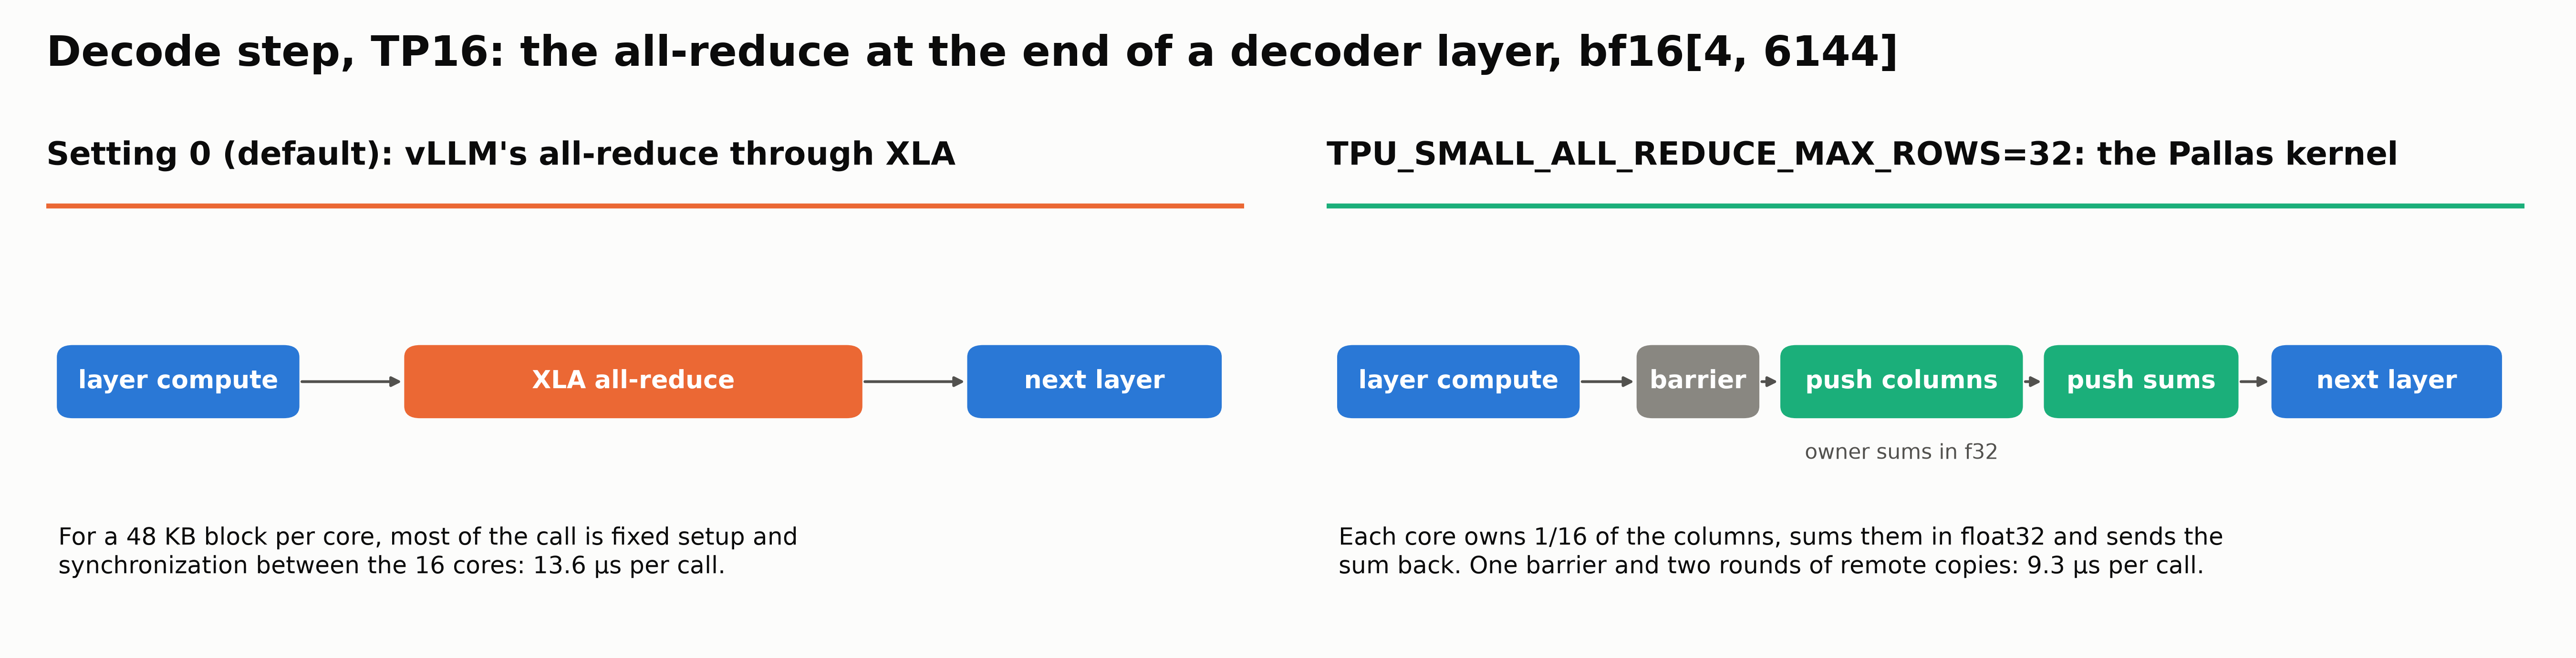 Decode step, TP16: the all-reduce at the end of a decoder layer, bf16[4, 6144]
Setting 0 (default): vLLM's all-reduce through XLA
layer compute
XLA all-reduce
next layer
For a 48 KB block per core, most of the call is fixed setup and
synchronization between the 16 cores: 13.6 µs per call.
TPU_SMALL_ALL_REDUCE_MAX_ROWS=32: the Pallas kernel
layer compute
barrier
push columns
push sums
next layer
owner sums in f32
Each core owns 1/16 of the columns, sums them in float32 and sends the
sum back. One barrier and two rounds of remote copies: 9.3 µs per call.